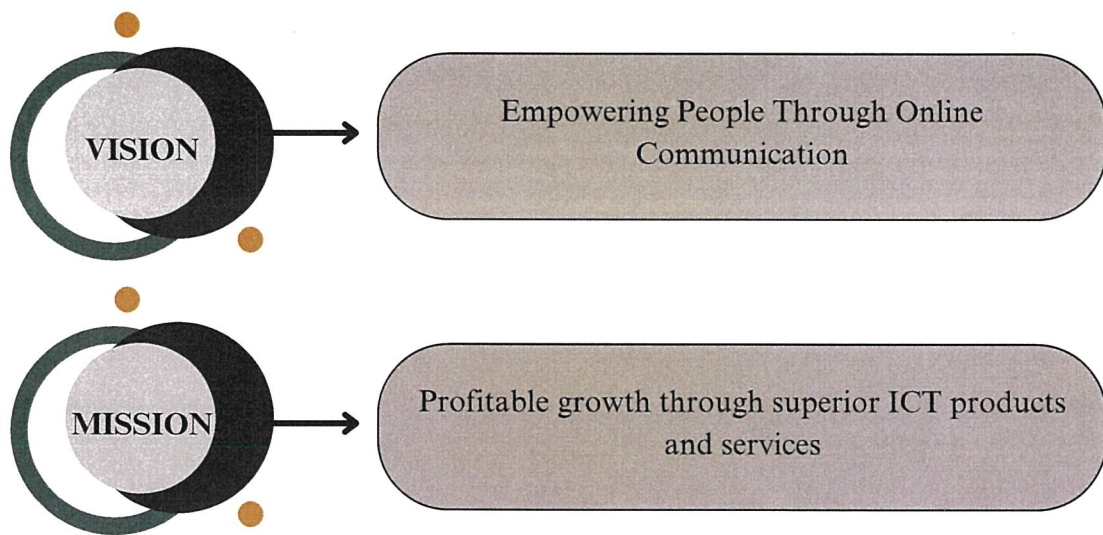 VISION
Empowering People Through Online
Communication
MISSION
Profitable growth through superior ICT products
and services